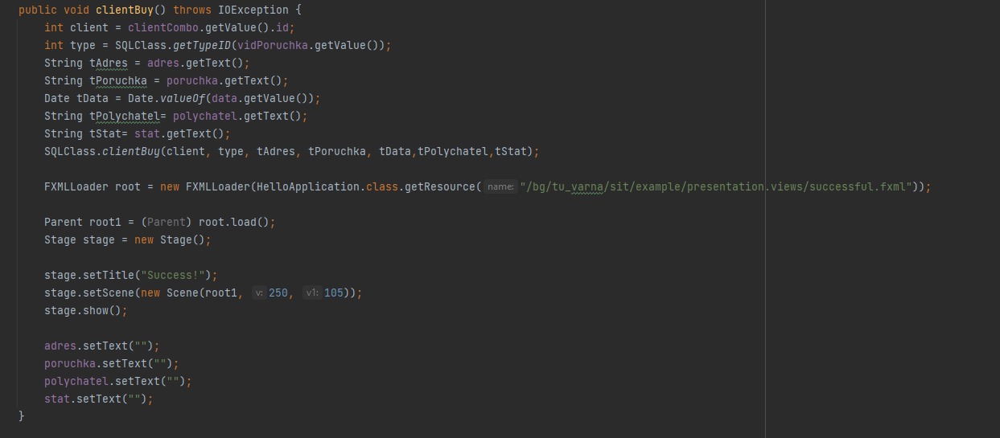 public void clientBuy() throws IOException {
    int client = clientCombo.getValue().id;
    int type = SQLClass.getTypeID(vidPoruchka.getValue());
    String tAdres = adres.getText();
    String tPoruchka = poruchka.getText();
    Date tData = Date.valueOf(data.getValue());
    String tPolychatel= polychatel.getText();
    String tStat= stat.getText();
    SQLClass.clientBuy(client, type, tAdres, tPoruchka, tData,tPolychatel,tStat);
    FXMLLoader root = new FXMLLoader(HelloApplication.class.getResource( name: "/bg/tu_varna/sit/example/presentation.views/successful.fxml"));
    Parent root1 = (Parent) root.load();
    Stage stage = new Stage();
    stage.setTitle("Success!");
    stage.setScene(new Scene(root1, v: 250, v1: 105));
    stage.show();
    adres.setText("");
    poruchka.setText("");
    polychatel.setText("");
    stat.setText("");
}